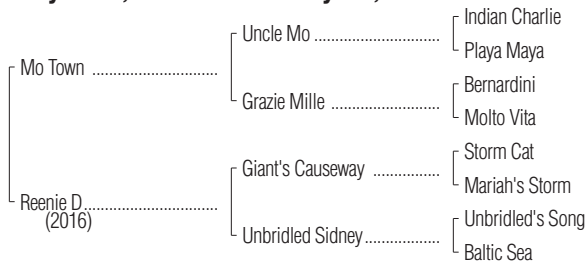 Indian Charlie
Uncle Mo
Playa Maya
Mo Town
Bernardini
Grazie Mille
Molto Vita
Storm Cat
Giant's Causeway
Mariah's Storm
Reenie D
(2016)
Unbridled's Song
Unbridled Sidney
Baltic Sea